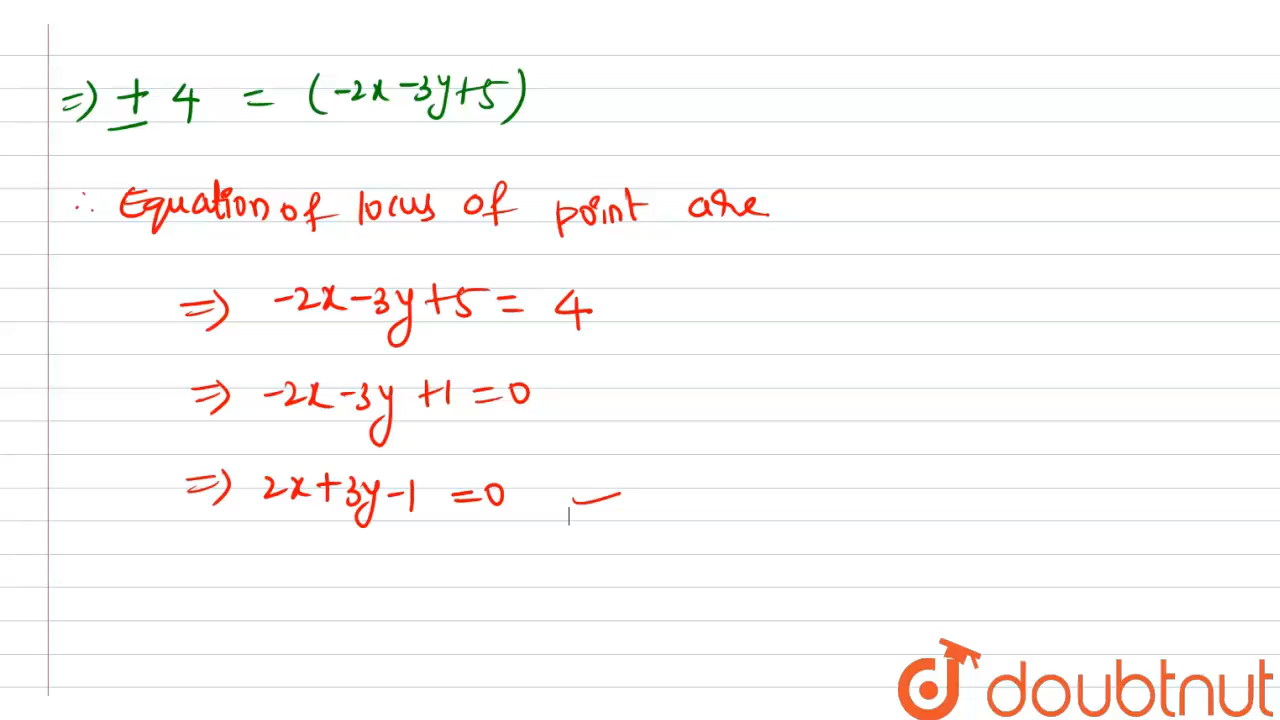 => ± 4 = (-2x -3y+5)
∴ Equation of locus of point are
=> -2x-3y+5 = 4
=> -2x-3y +1 =0
=> 2x+3y-1 =0 ✓
doubtnut